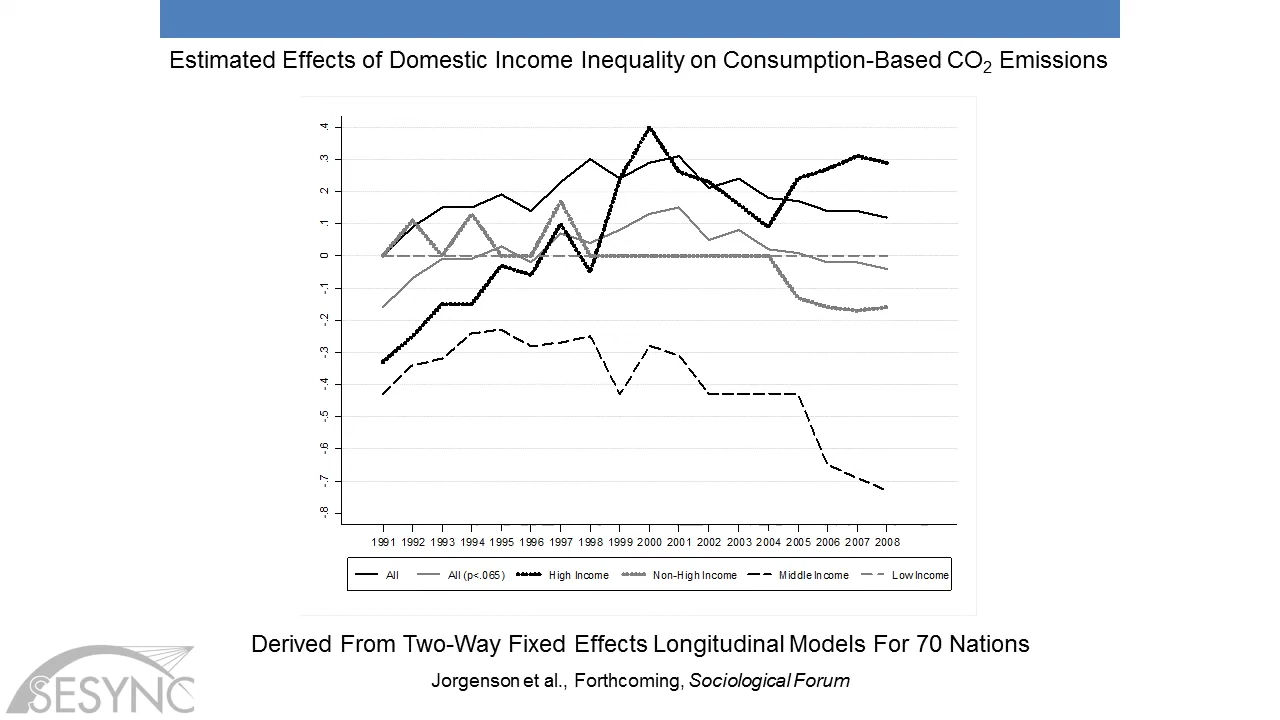 Estimated Effects of Domestic Income Inequality on Consumption-Based CO₂ Emissions
.4
.3
.2
.1
0
-.1
-.2
-.3
-.4
-.5
-.6
-.7
-.8
1991 1992 1993 1994 1995 1996 1997 1998 1999 2000 2001 2002 2003 2004 2005 2006 2007 2008
All All (p<.065) High Income Non-High Income Middle Income Low Income
Derived From Two-Way Fixed Effects Longitudinal Models For 70 Nations
Jorgenson et al., Forthcoming, Sociological Forum
SESYNC